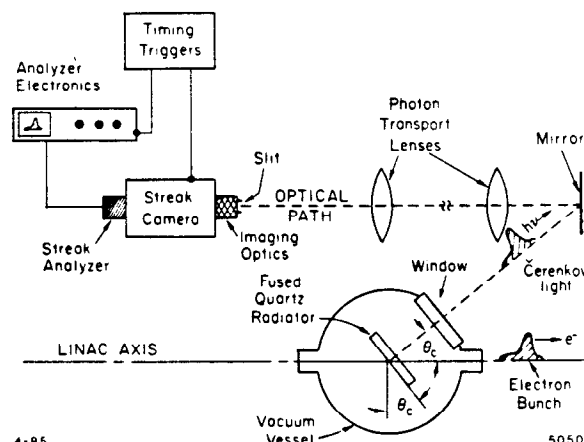 Timing
Triggers
Analyzer
Electronics
Photon
Transport
Lenses
Mirror
Slit
Streak
Camera
OPTICAL
PATH
hν
Streak
Analyzer
Imaging
Optics
Window
Čerenkov
light
Fused
Quartz
Radiator
θc
LINAC AXIS
e-
θc
Electron
Bunch
Vacuum
Vessel
4-85
5050